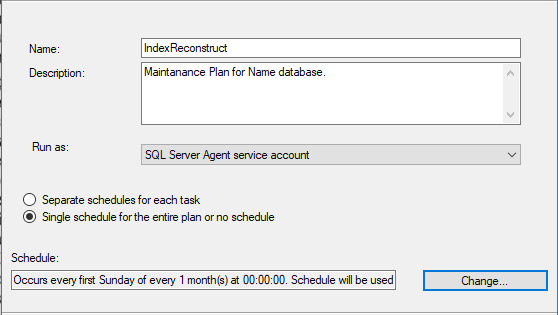 Name:
IndexReconstruct
Description:
Maintanance Plan for Name database.
Run as:
SQL Server Agent service account
Separate schedules for each task
Single schedule for the entire plan or no schedule
Schedule:
Occurs every first Sunday of every 1 month(s) at 00:00:00. Schedule will be used
Change...